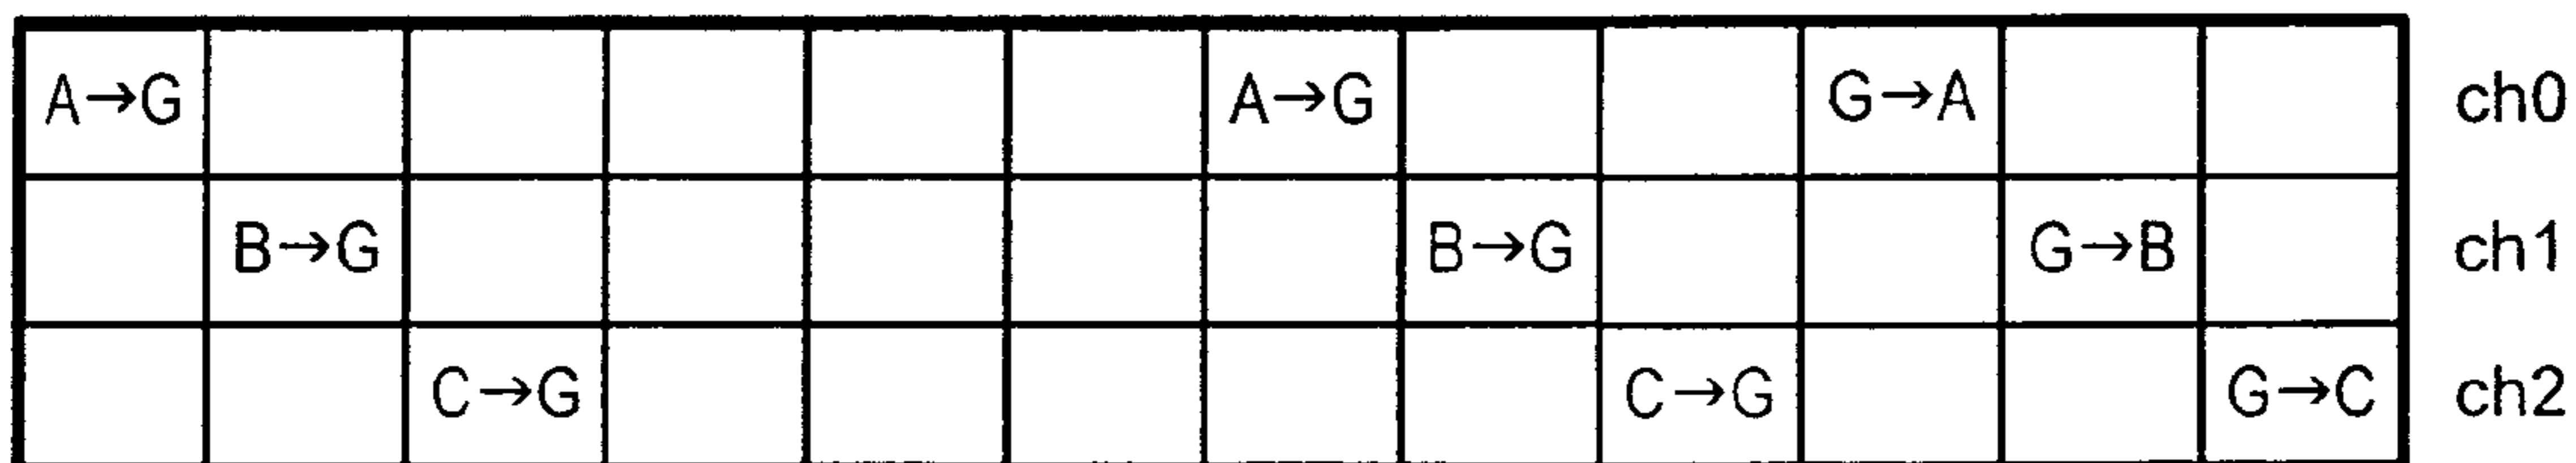 A→G A→G G→A ch0
B→G B→G G→B ch1
C→G C→G G→C ch2